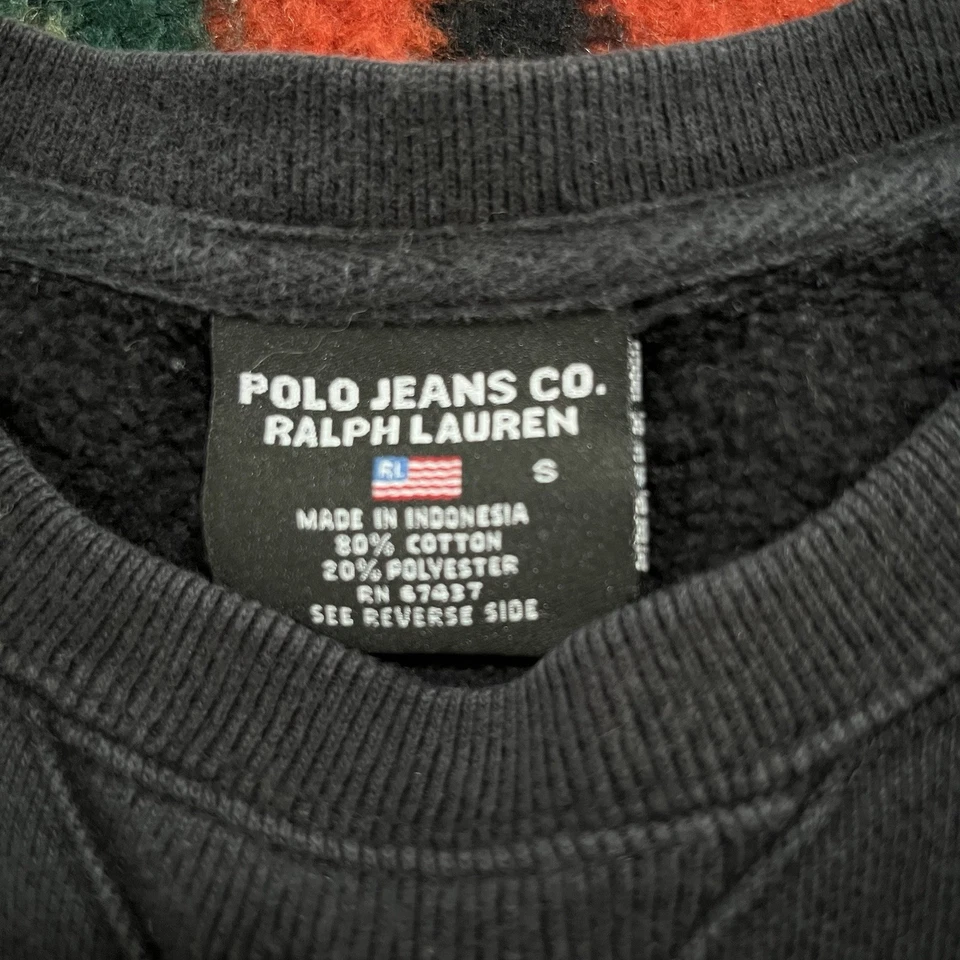 POLO JEANS CO.
RALPH LAUREN
RL S
MADE IN INDONESIA
80% COTTON
20% POLYESTER
RN 67437
SEE REVERSE SIDE